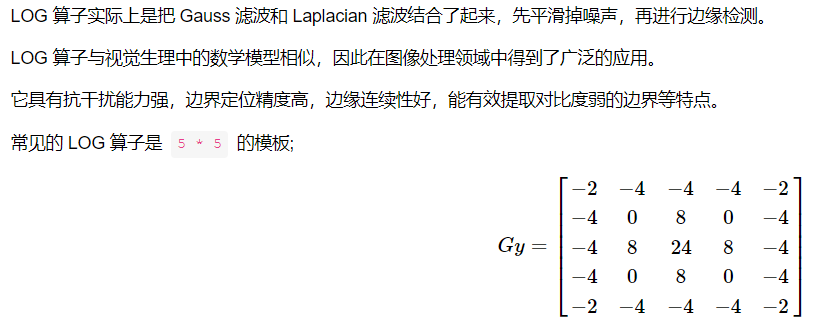 LOG 算子实际上是把 Gauss 滤波和 Laplacian 滤波结合了起来，先平滑掉噪声，再进行边缘检测。
LOG 算子与视觉生理中的数学模型相似，因此在图像处理领域中得到了广泛的应用。
它具有抗干扰能力强，边界定位精度高，边缘连续性好，能有效提取对比度弱的边界等特点。
常见的 LOG 算子是 5 * 5 的模板;
−2 −4 −4 −4 −2
−4 0 8 0 −4
Gy = −4 8 24 8 −4
−4 0 8 0 −4
−2 −4 −4 −4 −2